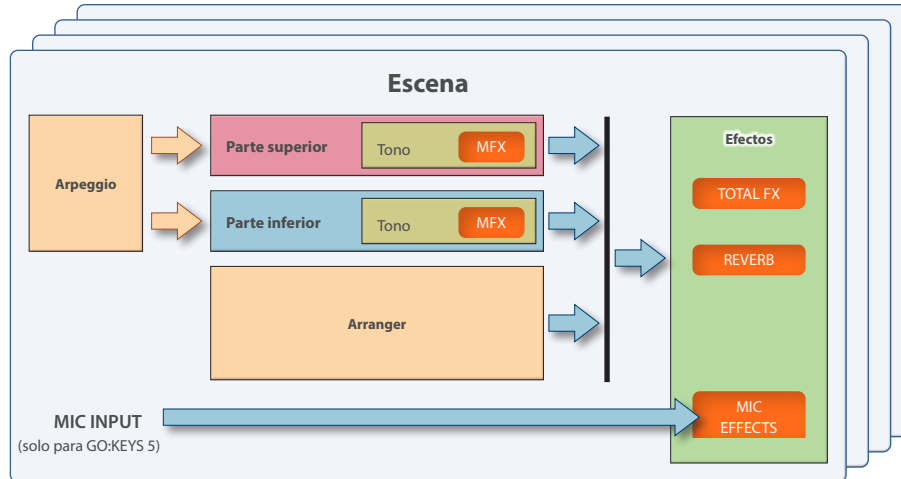 Escena
Arpeggio
Parte superior
Tono
MFX
Parte inferior
Tono
MFX
Arranger
Efectos
TOTAL FX
REVERB
MIC INPUT
(solo para GO:KEYS 5)
MIC
EFFECTS